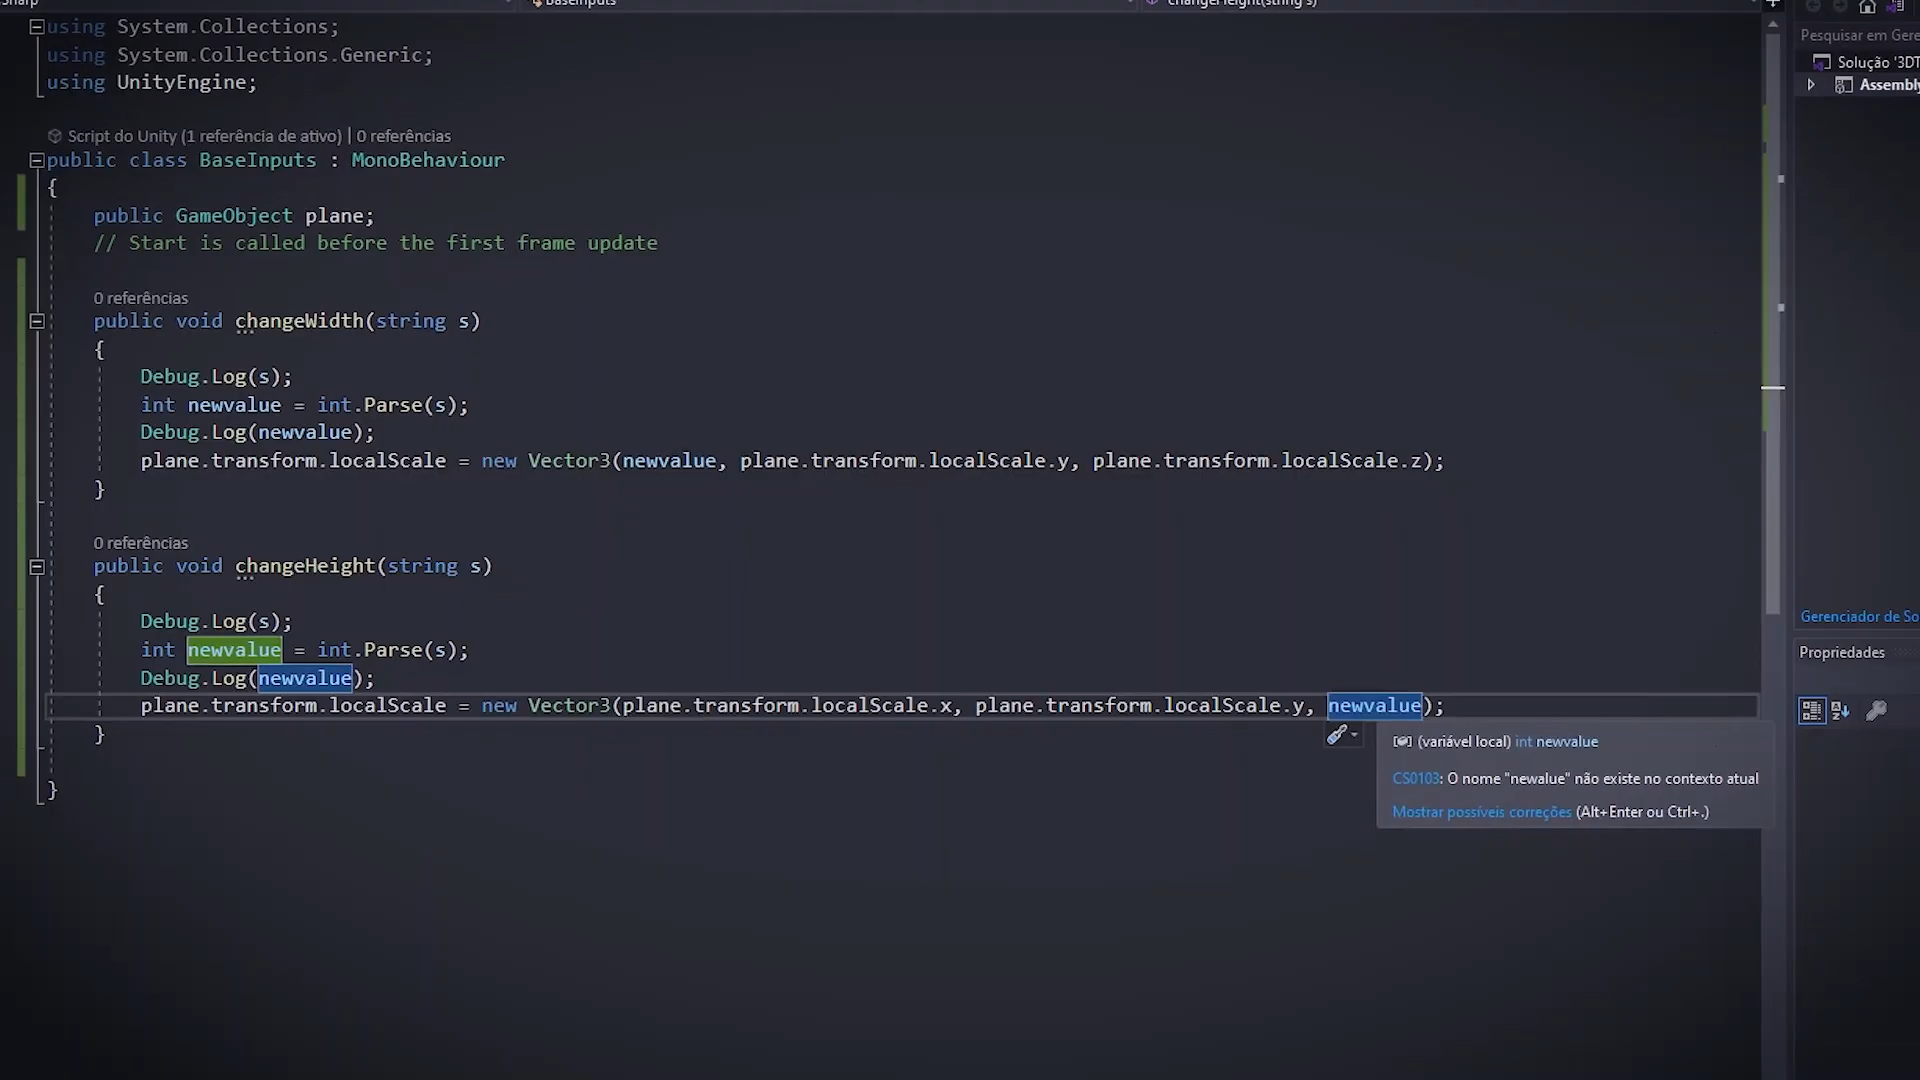 BaseInputs
changeHeight(string s)
using System.Collections;
using System.Collections.Generic;
using UnityEngine;
Script do Unity (1 referência de ativo) | 0 referências
public class BaseInputs : MonoBehaviour
{
public GameObject plane;
// Start is called before the first frame update
0 referências
public void changeWidth(string s)
{
Debug.Log(s);
int newvalue = int.Parse(s);
Debug.Log(newvalue);
plane.transform.localScale = new Vector3(newvalue, plane.transform.localScale.y, plane.transform.localScale.z);
}
0 referências
public void changeHeight(string s)
{
Debug.Log(s);
int newvalue = int.Parse(s);
Debug.Log(newvalue);
plane.transform.localScale = new Vector3(plane.transform.localScale.x, plane.transform.localScale.y, newvalue);
}
}
(variável local) int newvalue
CS0103: O nome "newalue" não existe no contexto atual
Mostrar possíveis correções (Alt+Enter ou Ctrl+.)
Pesquisar em Gere
Solução '3DT
Assembly
Gerenciador de So
Propriedades